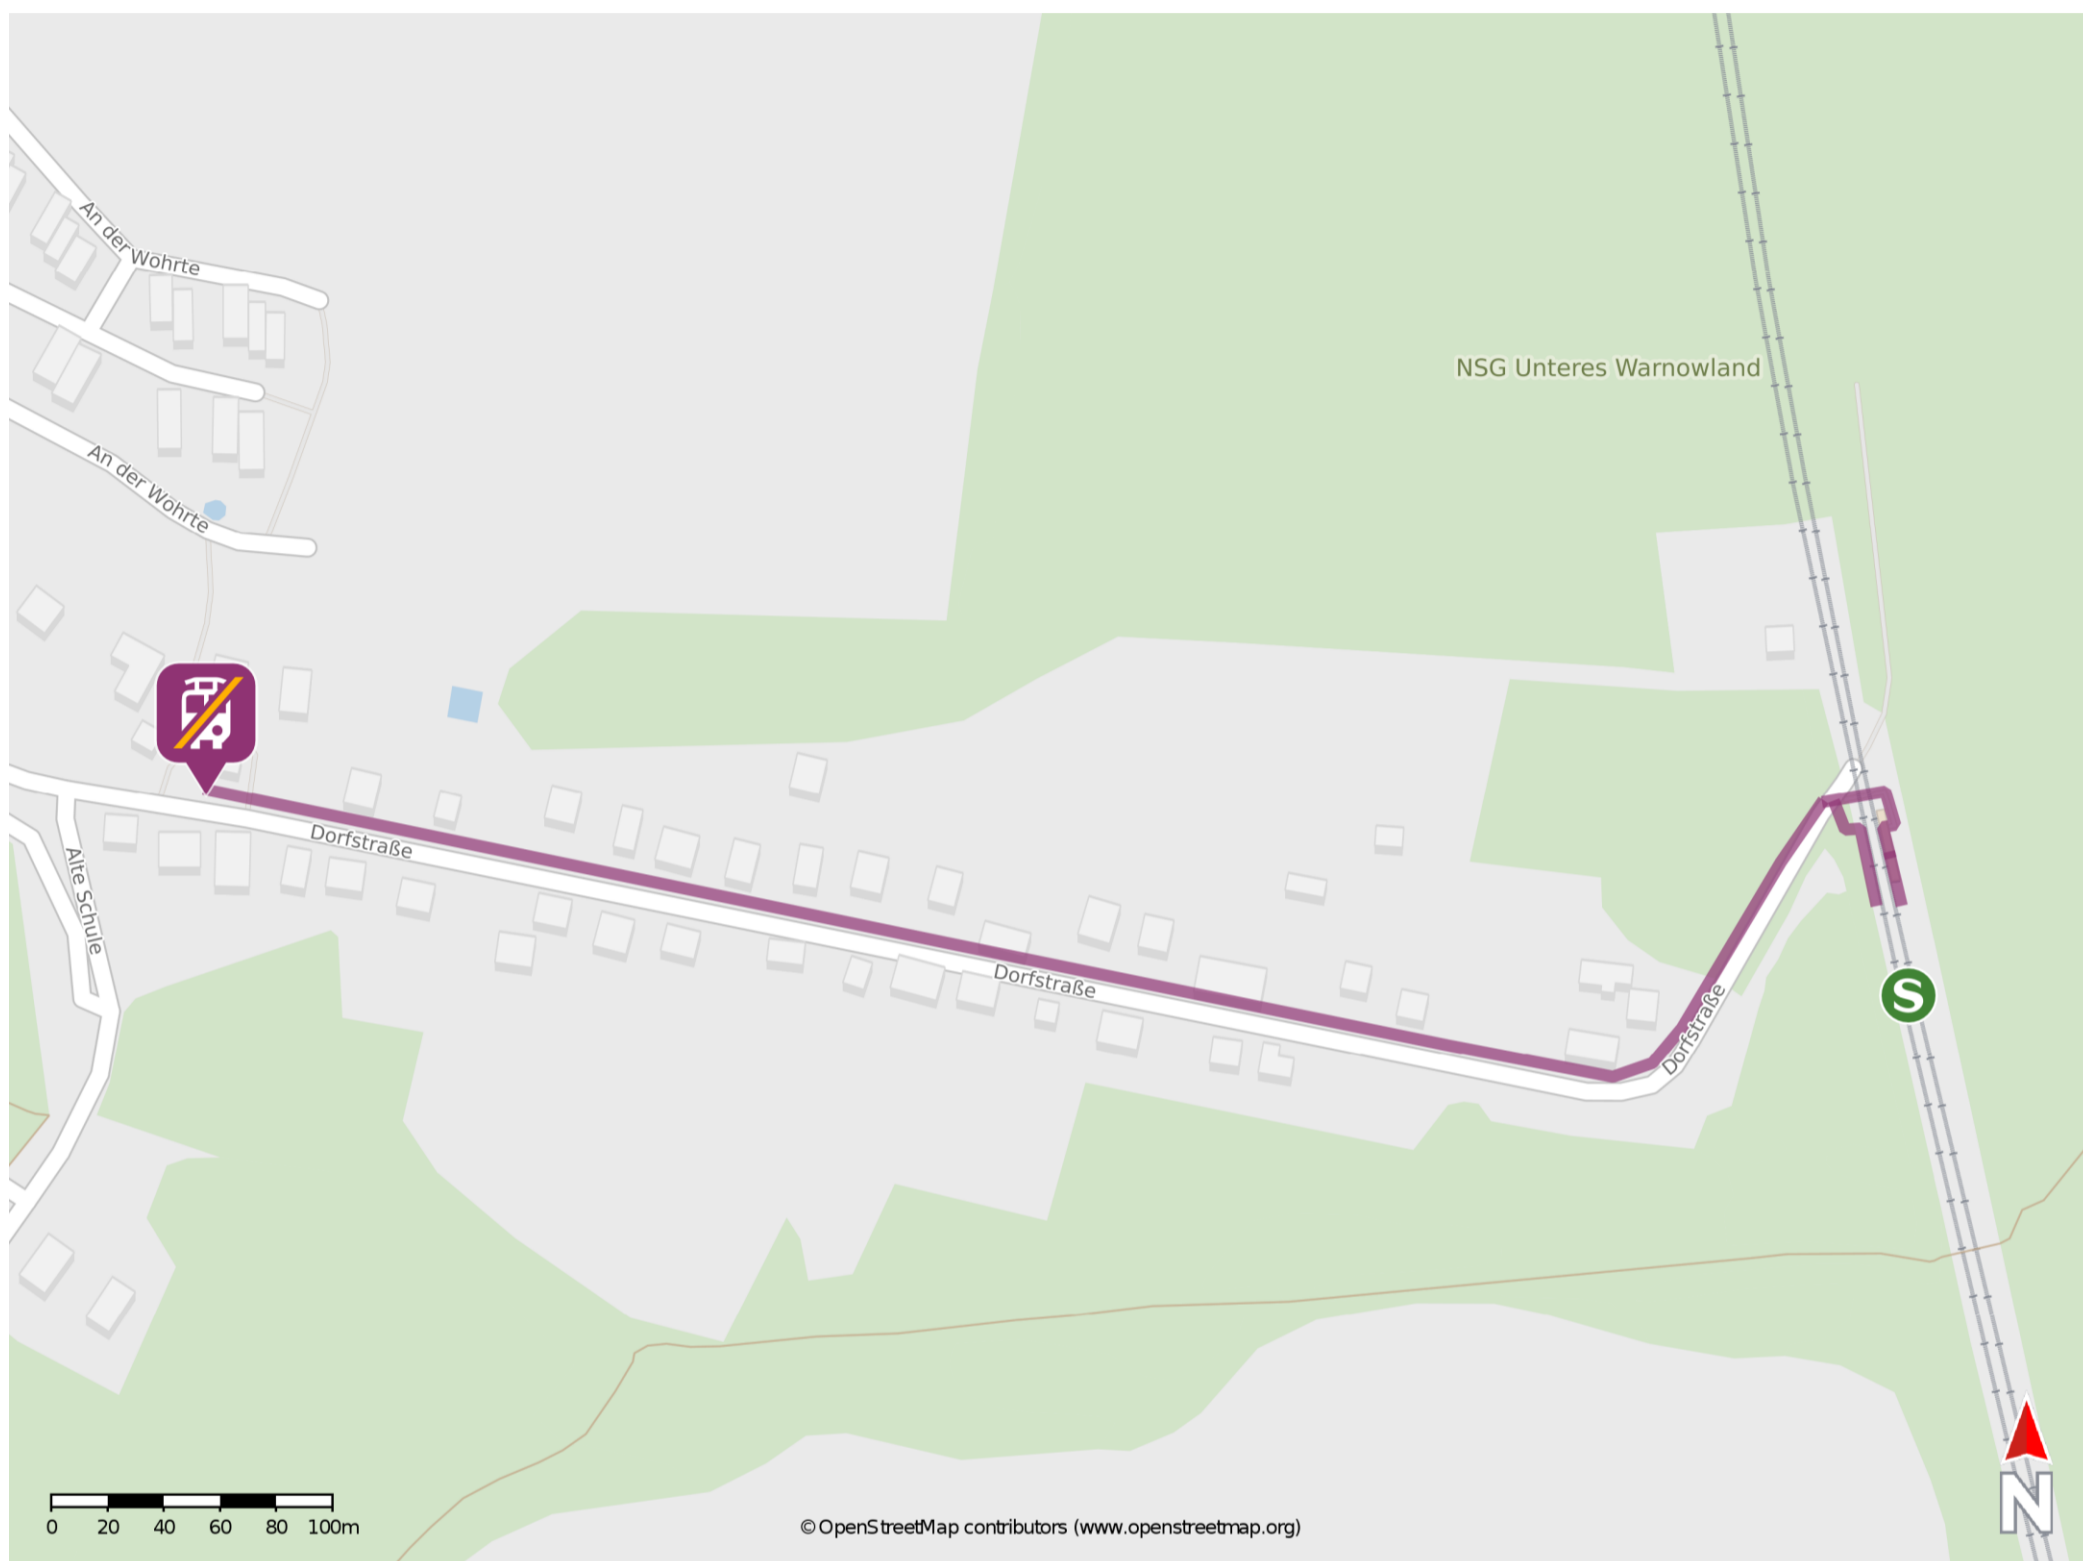 An der Wohrte
NSG Unteres Warnowland
An der Wohrte
Dorfstraße
Alte Schule
Dorfstraße
Dorfstraße
S
N
0 20 40 60 80 100m
© OpenStreetMap contributors (www.openstreetmap.org)